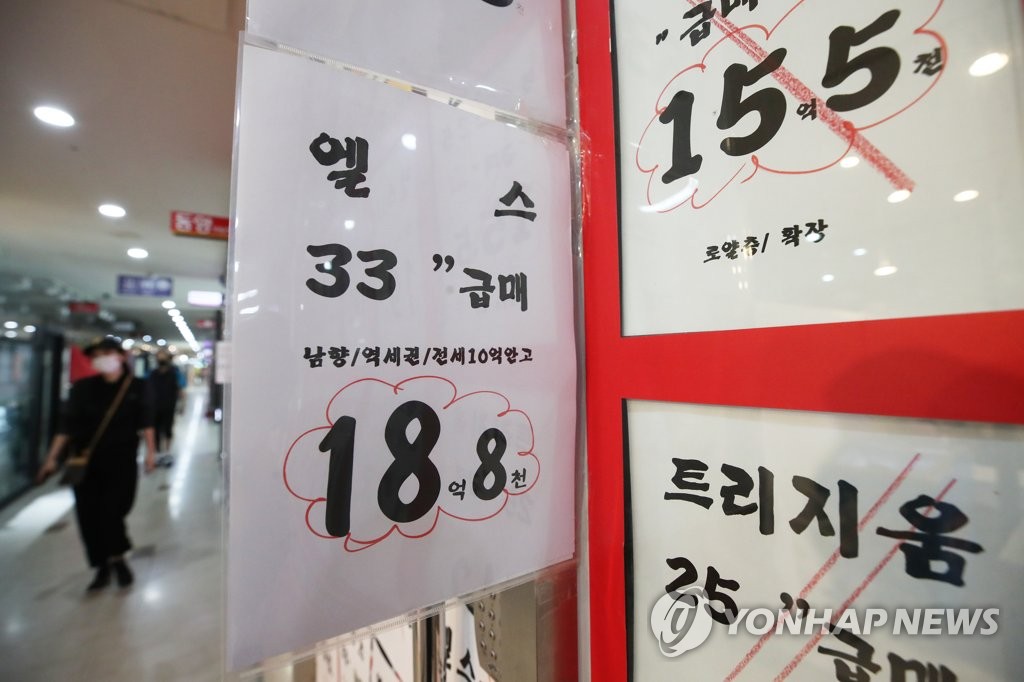 동양
엘스
33" 급매
남향/역세권/전세10억안고
18억8천
" 급매
15억5천
로얄층/ 확장
트리지움
25" 급매
스
YONHAP NEWS